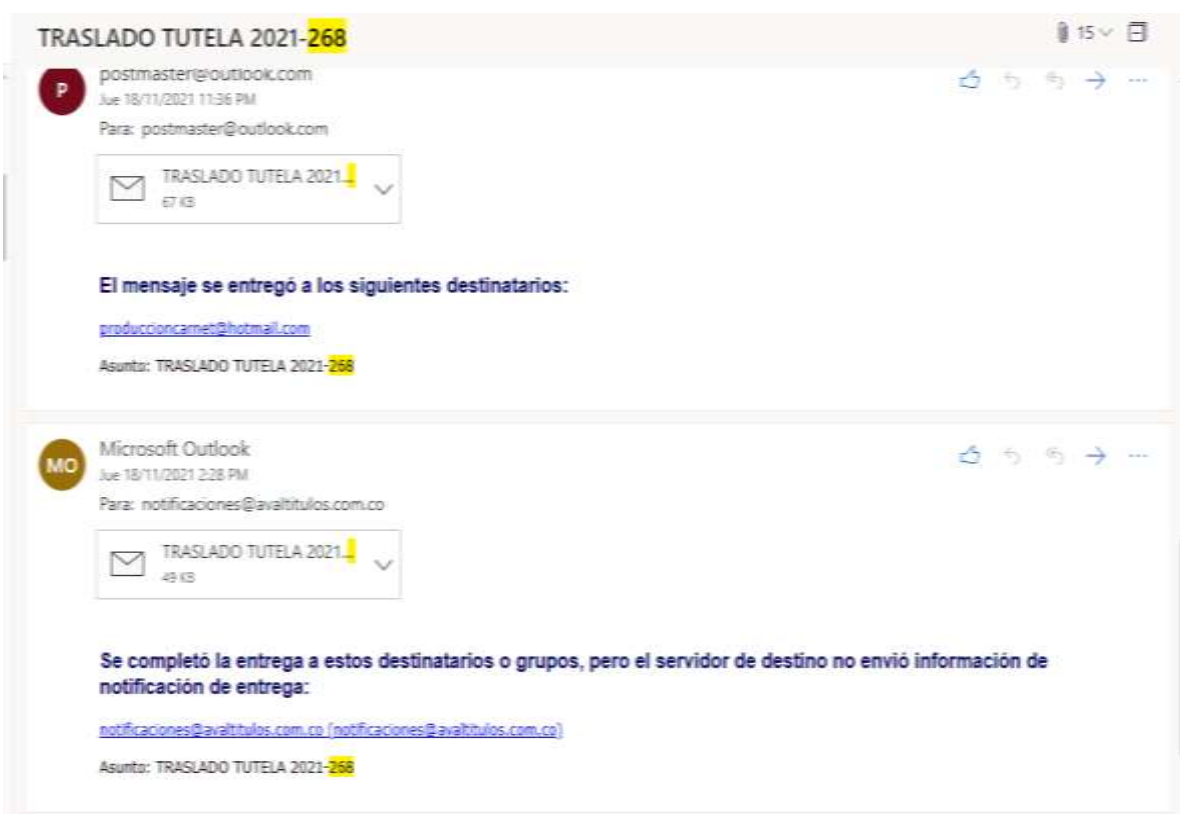 TRASLADO TUTELA 2021-268
15
P
postmaster@outlook.com
Jue 18/11/2021 11:36 PM
Para: postmaster@outlook.com
TRASLADO TUTELA 2021...
67 KB
El mensaje se entregó a los siguientes destinatarios:
produccioncarnet@hotmail.com
Asunto: TRASLADO TUTELA 2021-268
MO
Microsoft Outlook
Jue 18/11/2021 2:28 PM
Para: notificaciones@avaltitulos.com.co
TRASLADO TUTELA 2021...
49 KB
Se completó la entrega a estos destinatarios o grupos, pero el servidor de destino no envió información de
notificación de entrega:
notificaciones@avaltitulos.com.co (notificaciones@avaltitulos.com.co)
Asunto: TRASLADO TUTELA 2021-268